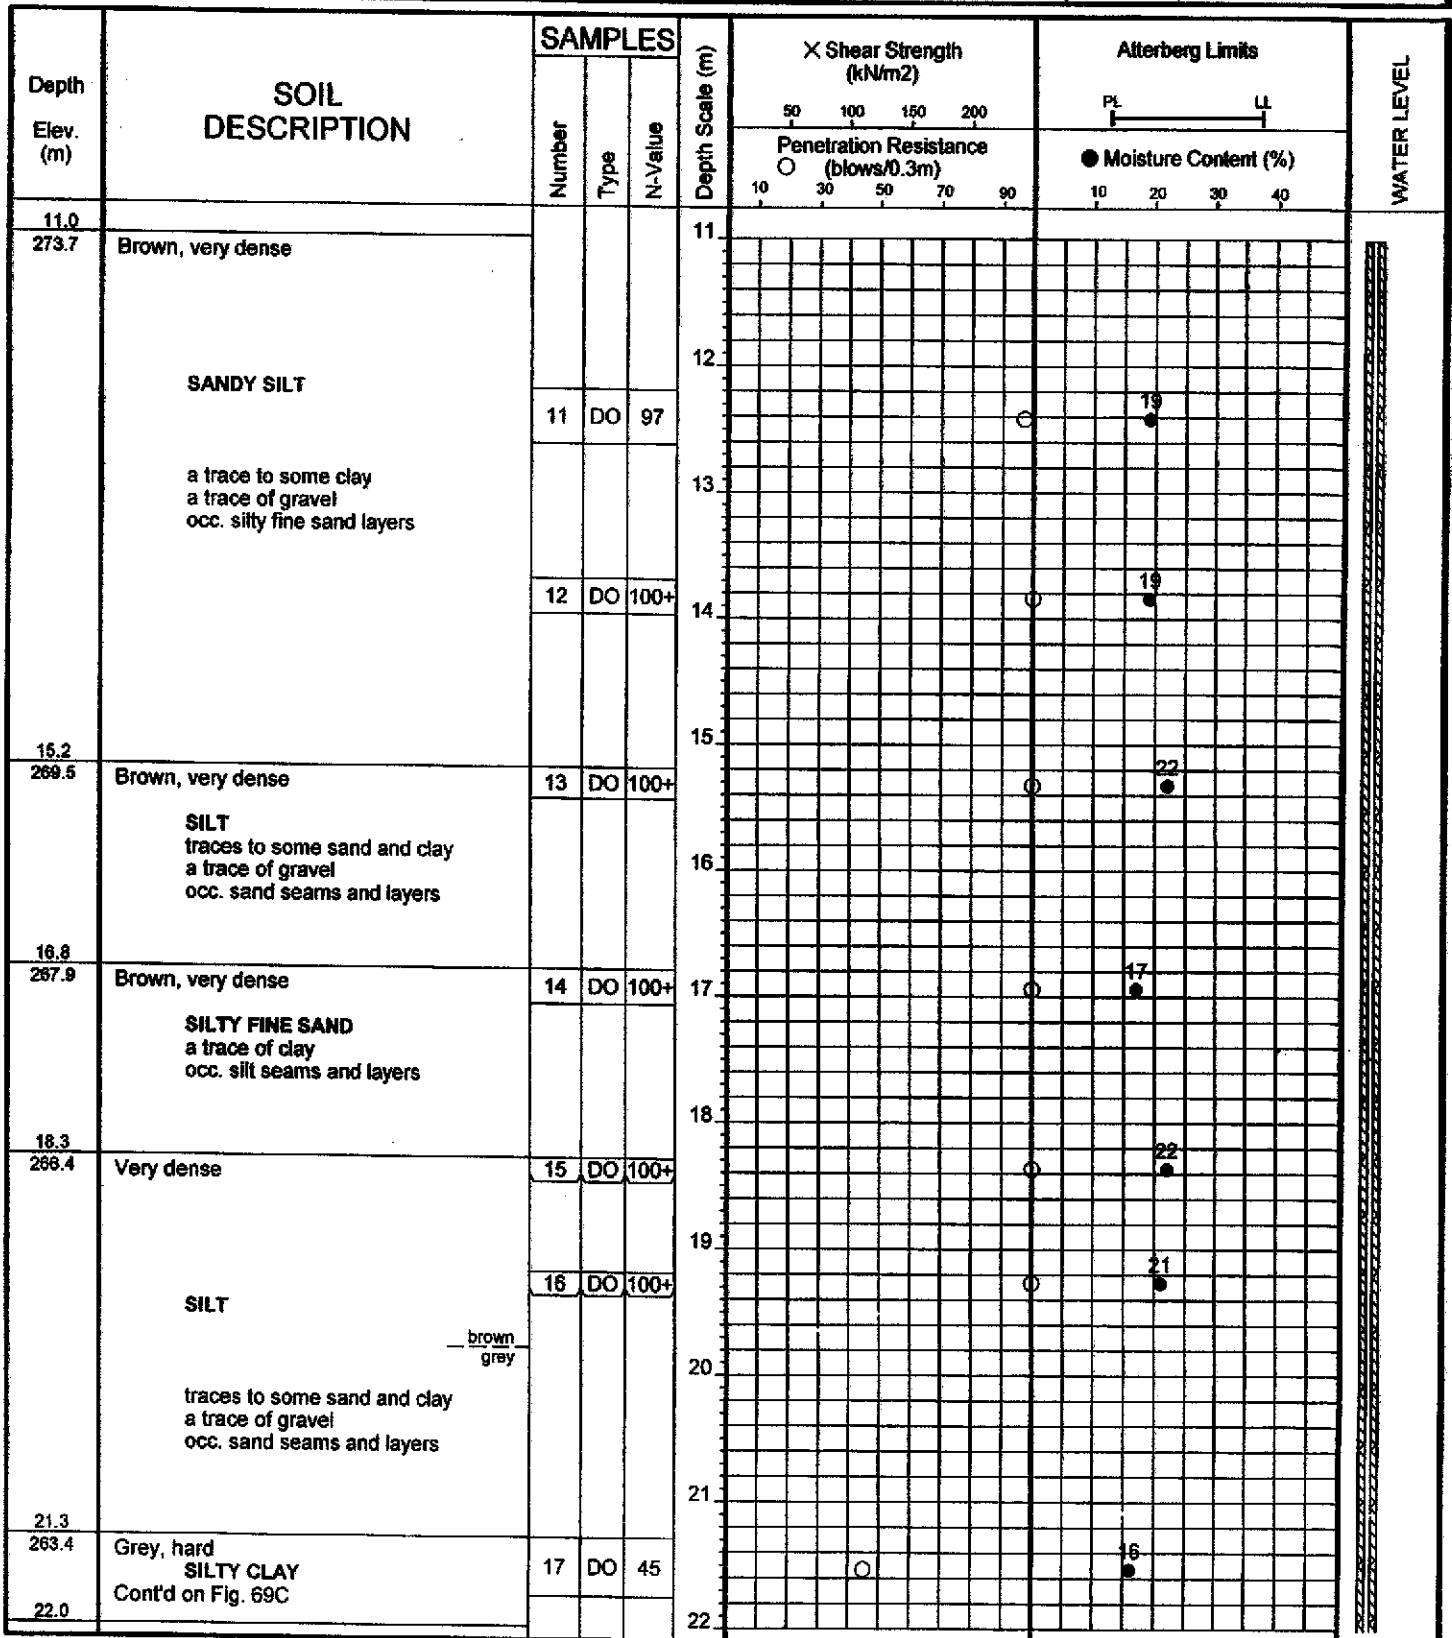 Depth
Elev.
(m)
SOIL
DESCRIPTION
SAMPLES
Number
Type
N-Value
Depth Scale (m)
× Shear Strength
(kN/m2)
50 100 150 200
Penetration Resistance
(blows/0.3m)
10 30 50 70 90
Atterberg Limits
PL LL
● Moisture Content (%)
10 20 30 40
WATER LEVEL
11.0
273.7 Brown, very dense
11
12
SANDY SILT
11 DO 97
19
a trace to some clay
a trace of gravel
occ. silty fine sand layers
13
12 DO 100+
19
14
15
15.2
269.5 Brown, very dense
13 DO 100+
22
SILT
traces to some sand and clay
a trace of gravel
occ. sand seams and layers
16
16.8
267.9 Brown, very dense
14 DO 100+
17
17
SILTY FINE SAND
a trace of clay
occ. silt seams and layers
18
18.3
266.4 Very dense
15 DO 100+
22
19
16 DO 100+
21
SILT
brown
grey
20
traces to some sand and clay
a trace of gravel
occ. sand seams and layers
21
21.3
263.4 Grey, hard
SILTY CLAY
17 DO 45
16
Cont'd on Fig. 69C
22.0
22